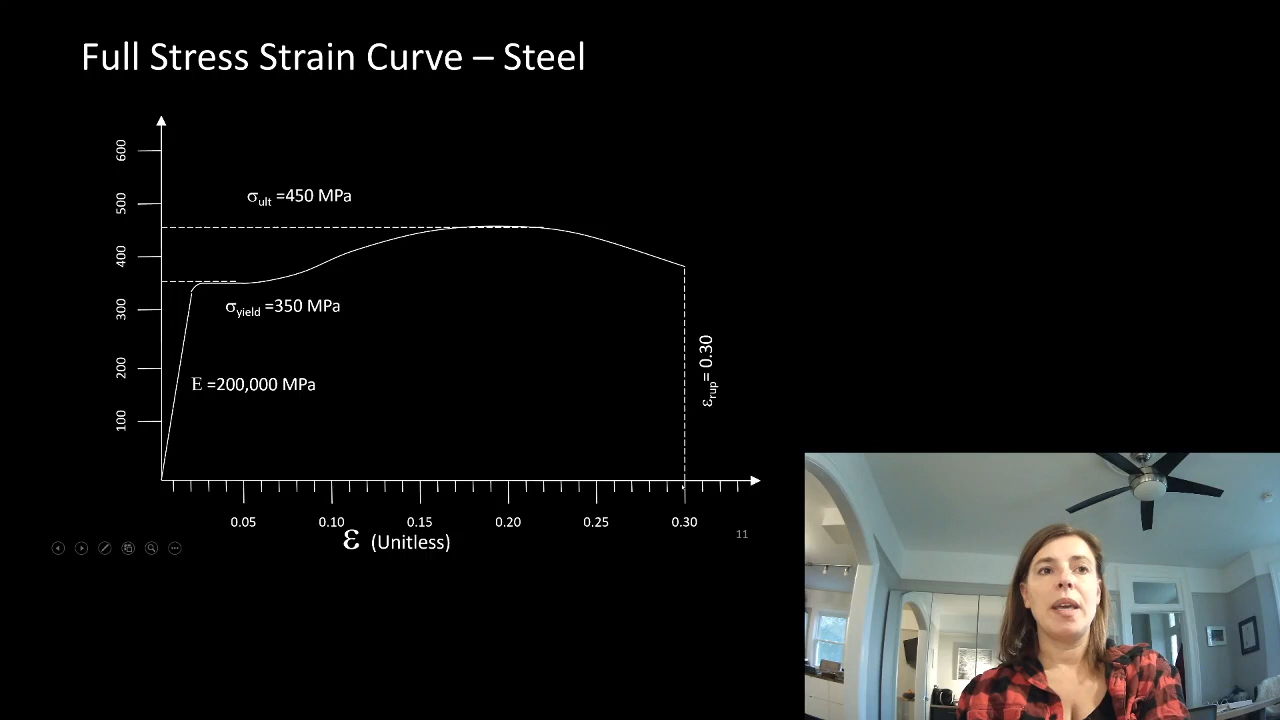 Full Stress Strain Curve – Steel
600
500
400
300
200
100
σult =450 MPa
σyield =350 MPa
E =200,000 MPa
εrup= 0.30
0.05 0.10 0.15 0.20 0.25 0.30
ε (Unitless)
11